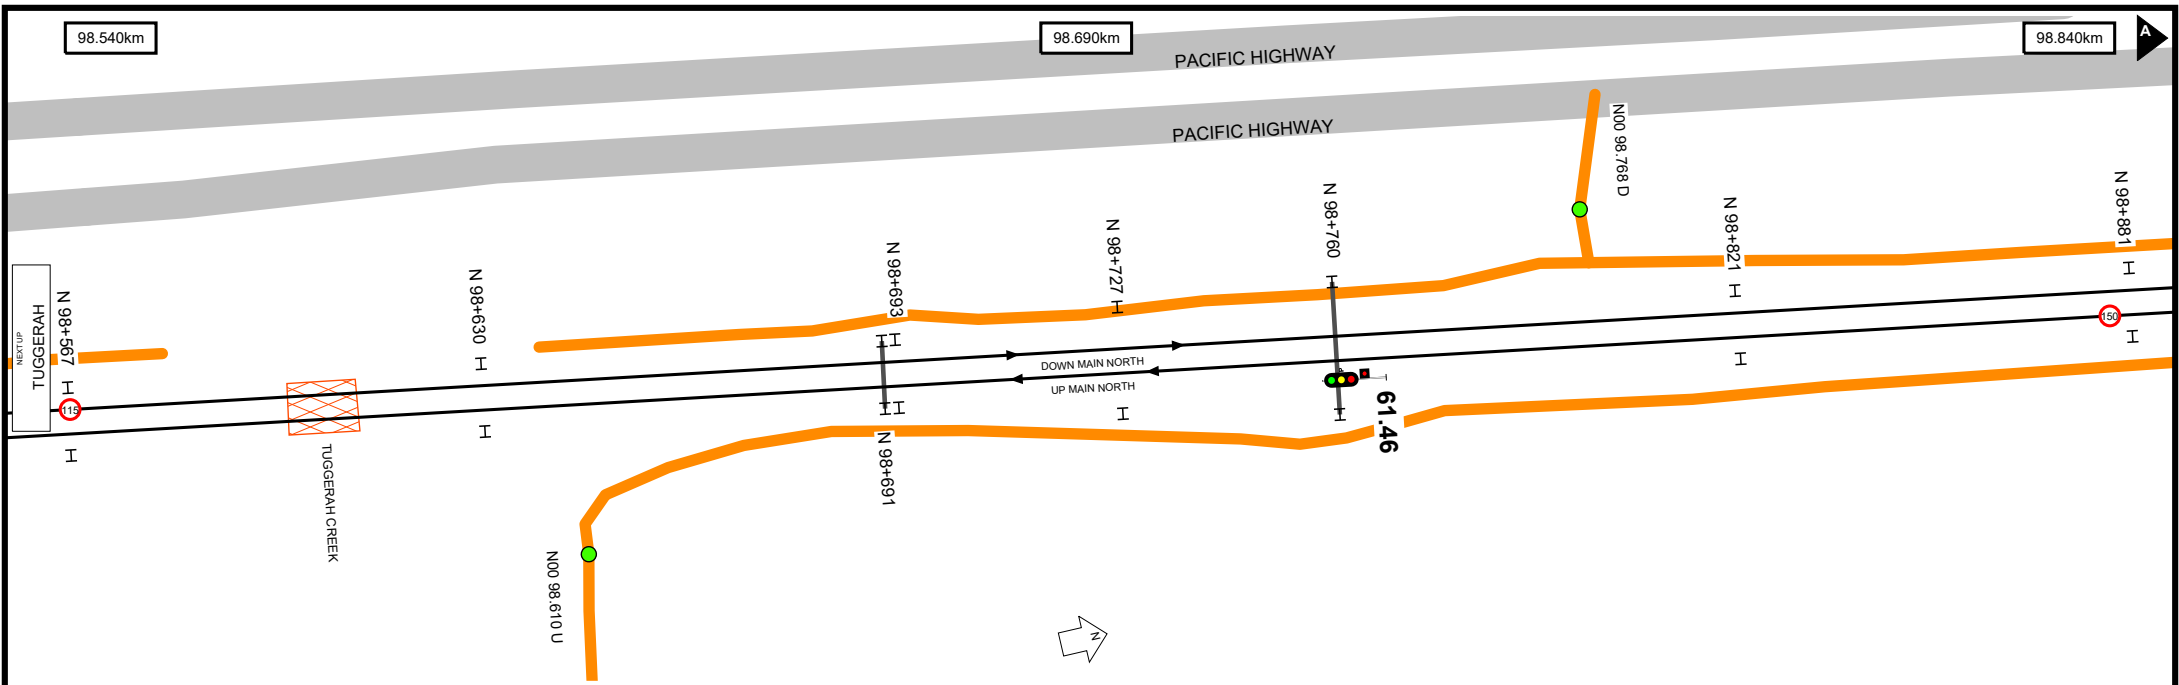 98.540km
98.690km
98.840km
A
PACIFIC HIGHWAY
PACIFIC HIGHWAY
N00 98.768 D
NEXT UP
TUGGERAH
N 98+567
N 98+630
N 98+693
N 98+727
N 98+760
N 98+821
N 98+881
115
150
DOWN MAIN NORTH
UP MAIN NORTH
61.46
TUGGERAH CREEK
N 98+691
N00 98.610 U
N